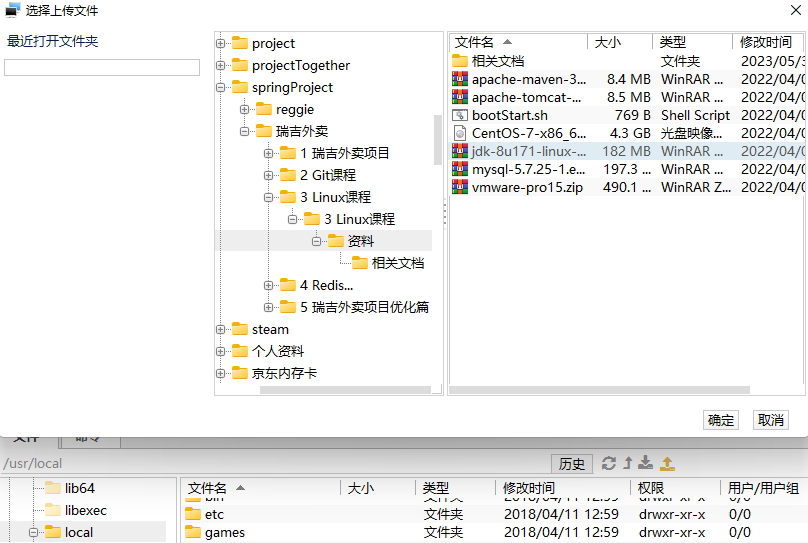 选择上传文件
最近打开文件夹
project
projectTogether
springProject
reggie
瑞吉外卖
1 瑞吉外卖项目
2 Git课程
3 Linux课程
3 Linux课程
资料
相关文档
4 Redis...
5 瑞吉外卖项目优化篇
steam
个人资料
京东内存卡
文件名 大小 类型 修改时间
相关文档 文件夹 2023/05/3
apache-maven-3... 8.4 MB WinRAR ... 2022/04/0
apache-tomcat-... 8.5 MB WinRAR ... 2022/04/0
bootStart.sh 769 B Shell Script 2022/04/0
CentOS-7-x86_6... 4.3 GB 光盘映像... 2022/04/0
jdk-8u171-linux-... 182 MB WinRAR ... 2022/04/0
mysql-5.7.25-1.e... 197.3 ... WinRAR ... 2022/04/0
vmware-pro15.zip 490.1 ... WinRAR Z... 2022/04/0
确定 取消
文件 命令
/usr/local 历史
lib64
libexec
local
文件名 大小 类型 修改时间 权限 用户/用户组
bin 文件夹 2018/04/11 12:59 drwxr-xr-x 0/0
etc 文件夹 2018/04/11 12:59 drwxr-xr-x 0/0
games 文件夹 2018/04/11 12:59 drwxr-xr-x 0/0